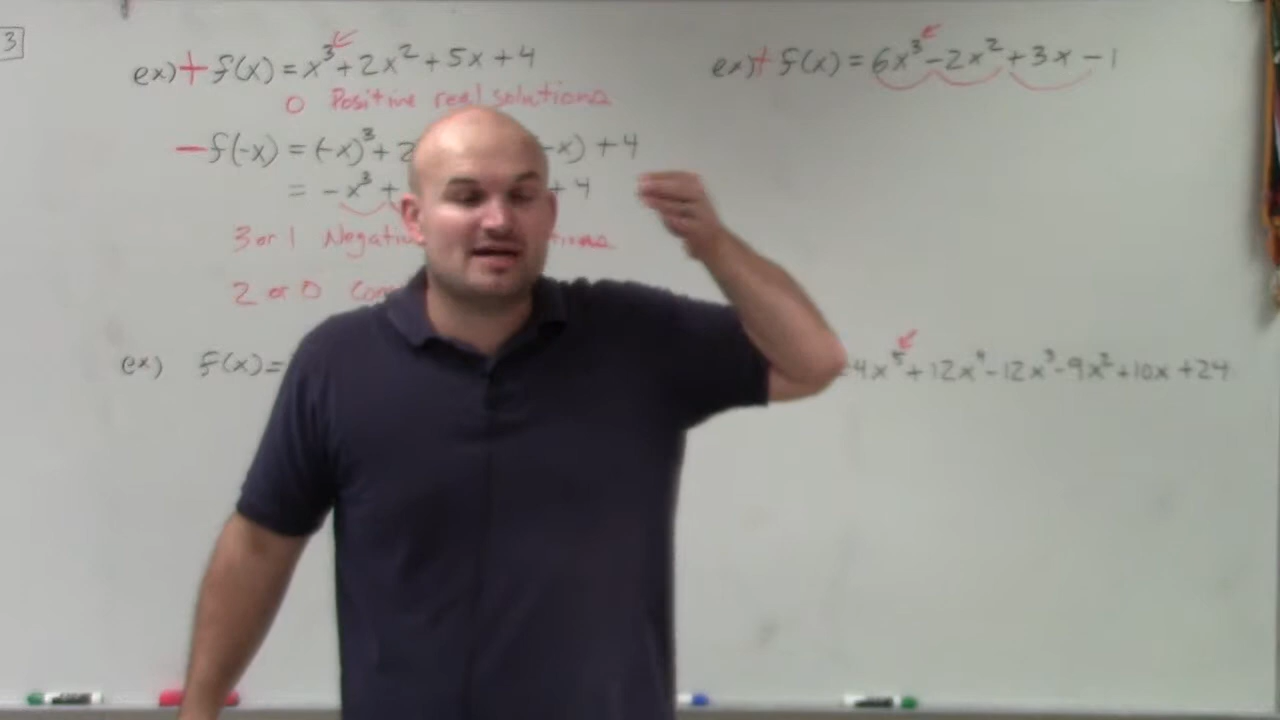 3
ex) + f(x) = x³ + 2x² + 5x + 4
0 Positive real solutions
− f(-x) = (-x)³ + 2 -x) + 4
= -x³ + + 4
3 or 1
2 or 0
ex) f(x) =
ex) + f(x) = 6x³ - 2x² + 3x - 1
4x⁵ + 12x⁴ - 12x³ - 9x² + 10x + 24